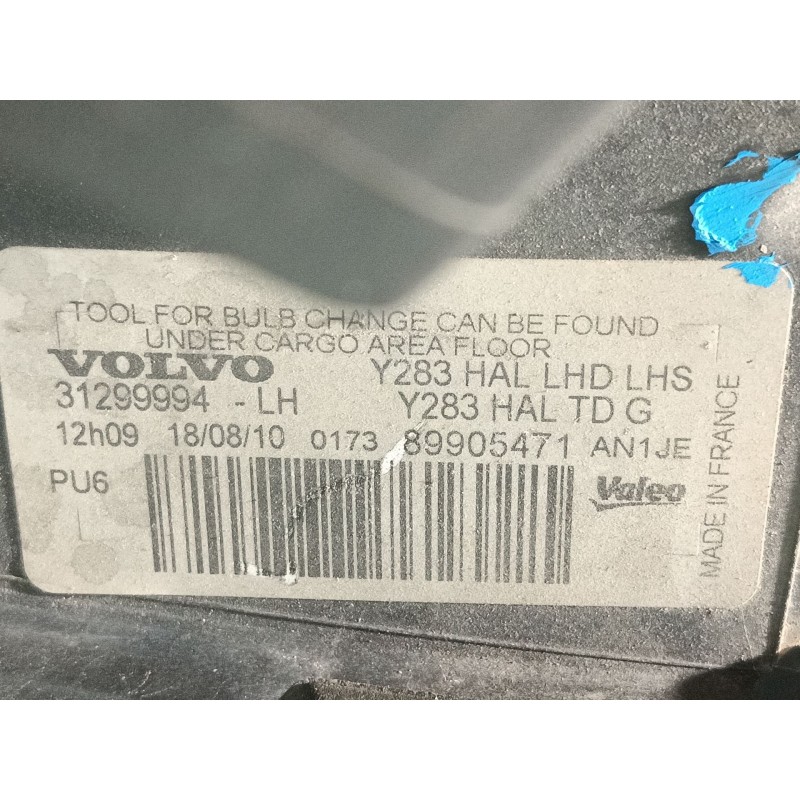 TOOL FOR BULB CHANGE CAN BE FOUND
UNDER CARGO AREA FLOOR
VOLVO Y283 HAL LHD LHS
31299994 - LH Y283 HAL TD G
12h09 18/08/10 0173 89905471 AN1JE
PU6 Valeo
MADE IN FRANCE